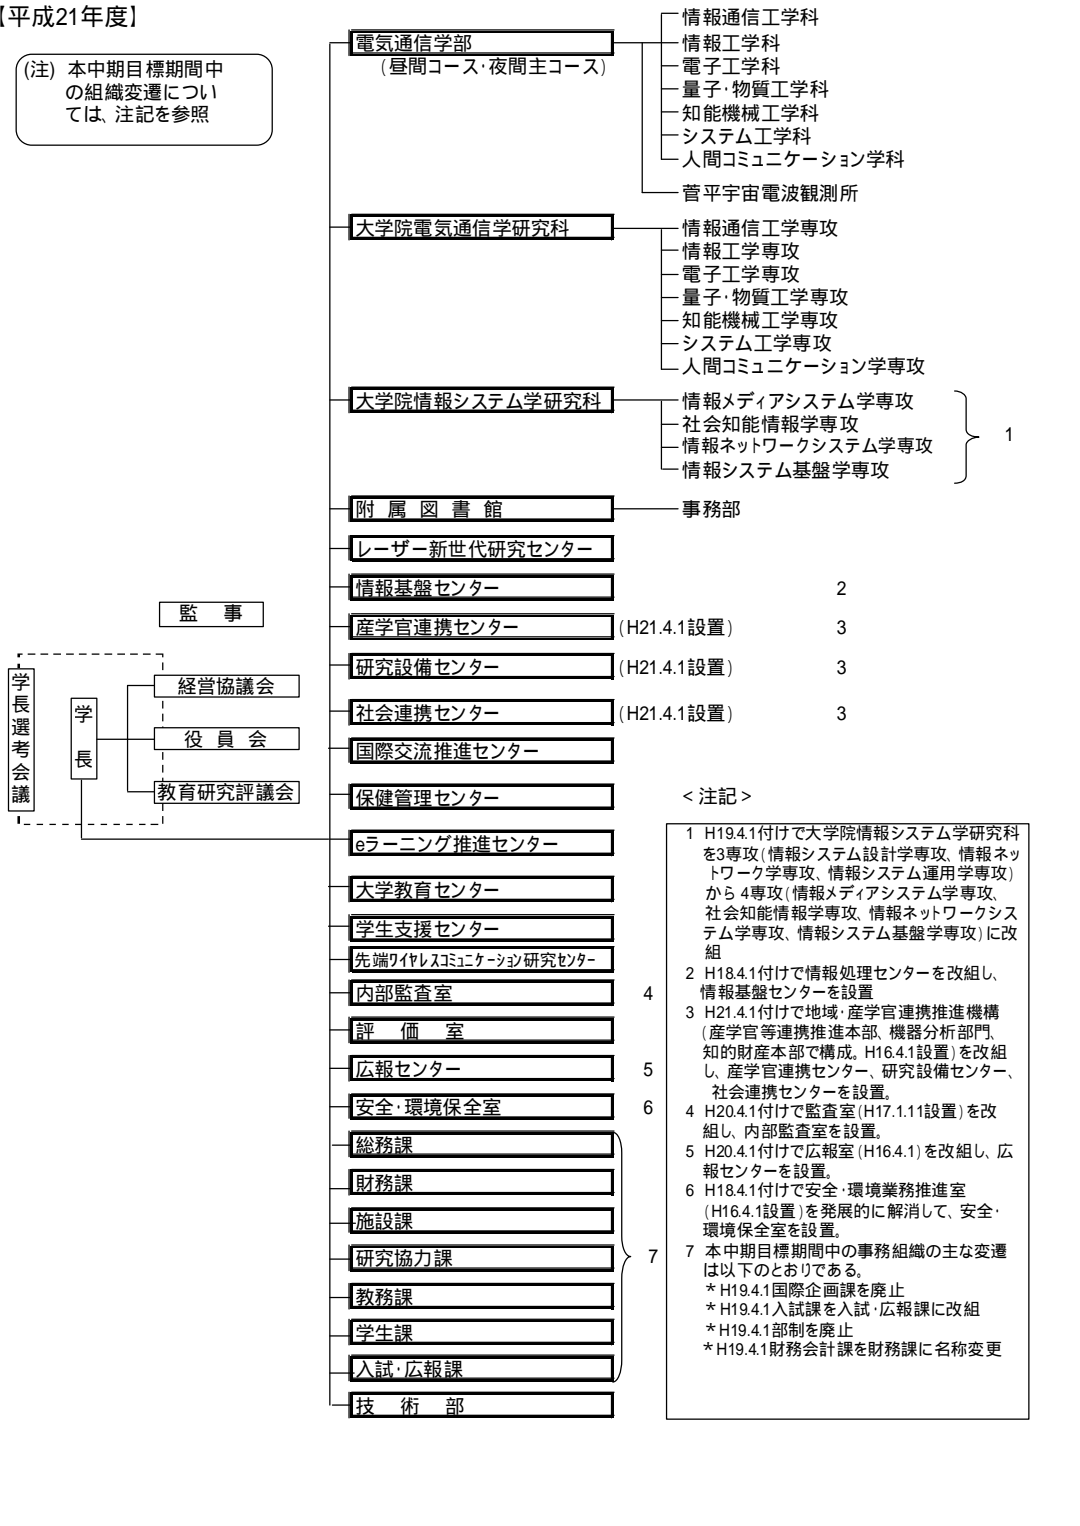 【平成21年度】
(注) 本中期目標期間中
の組織変遷につい
ては、注記を参照
電気通信学部
(昼間コース・夜間主コース)
情報通信工学科
情報工学科
電子工学科
量子・物質工学科
知能機械工学科
システム工学科
人間コミュニケーション学科
菅平宇宙電波観測所
大学院電気通信学研究科
情報通信工学専攻
情報工学専攻
電子工学専攻
量子・物質工学専攻
知能機械工学専攻
システム工学専攻
人間コミュニケーション学専攻
大学院情報システム学研究科
情報メディアシステム学専攻
社会知能情報学専攻
情報ネットワークシステム学専攻
情報システム基盤学専攻
1
附属図書館
事務部
レーザー新世代研究センター
情報基盤センター 2
産学官連携センター (H21.4.1設置) 3
研究設備センター (H21.4.1設置) 3
社会連携センター (H21.4.1設置) 3
国際交流推進センター
保健管理センター
eラーニング推進センター
大学教育センター
学生支援センター
先端ワイヤレスコミュニケーション研究センター
内部監査室 4
評価室
広報センター 5
安全・環境保全室 6
総務課
財務課
施設課
研究協力課
教務課
学生課
入試・広報課
7
技術部
監事
学長選考会議
学長
経営協議会
役員会
教育研究評議会
<注記>
1 H19.4.1付けで大学院情報システム学研究科
を3専攻(情報システム設計学専攻、情報ネッ
トワーク学専攻、情報システム運用学専攻)
から4専攻(情報メディアシステム学専攻、
社会知能情報学専攻、情報ネットワークシス
テム学専攻、情報システム基盤学専攻)に改
組
2 H18.4.1付けで情報処理センターを改組し、
情報基盤センターを設置
3 H21.4.1付けで地域・産学官連携推進機構
(産学官等連携推進本部、機器分析部門、
知的財産本部で構成。H16.4.1設置)を改組
し、産学官連携センター、研究設備センター、
社会連携センターを設置。
4 H20.4.1付けで監査室(H17.1.11設置)を改
組し、内部監査室を設置。
5 H20.4.1付けで広報室(H16.4.1)を改組し、広
報センターを設置。
6 H18.4.1付けで安全・環境業務推進室
(H16.4.1設置)を発展的に解消して、安全・
環境保全室を設置。
7 本中期目標期間中の事務組織の主な変遷
は以下のとおりである。
*H19.4.1国際企画課を廃止
*H19.4.1入試課を入試・広報課に改組
*H19.4.1部制を廃止
*H19.4.1財務会計課を財務課に名称変更